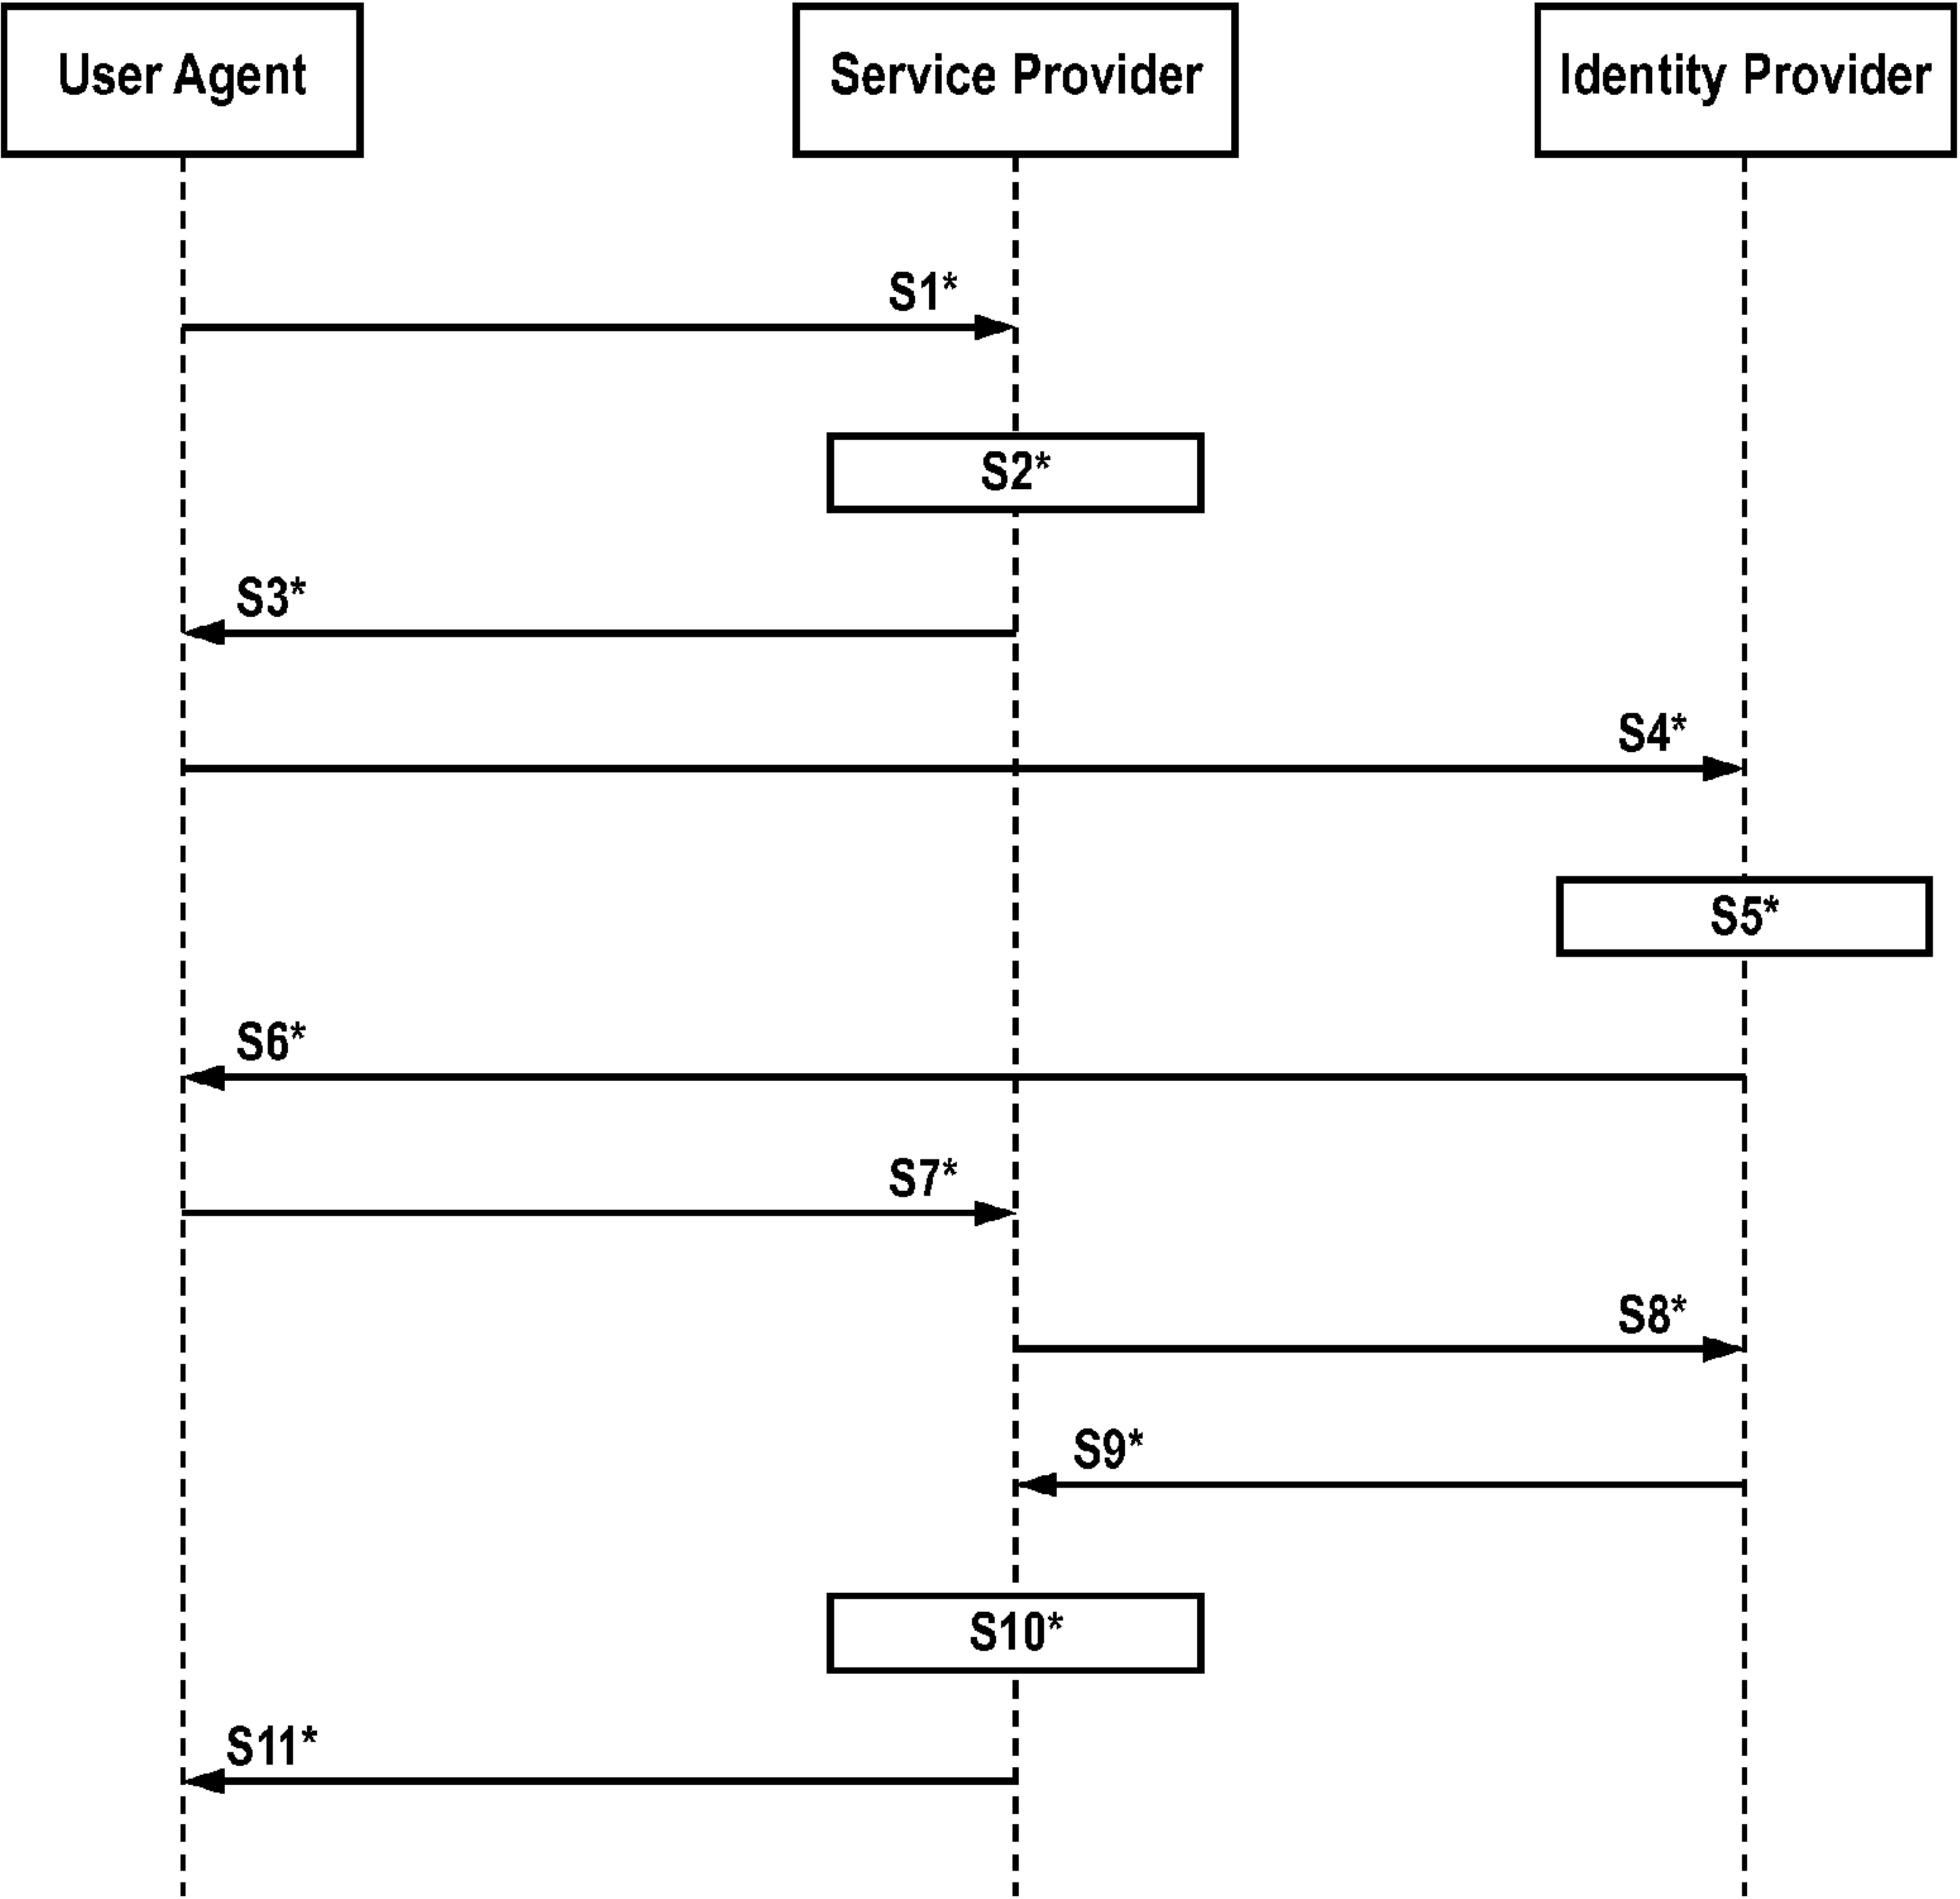 User Agent
Service Provider
Identity Provider
S1*
S2*
S3*
S4*
S5*
S6*
S7*
S8*
S9*
S10*
S11*